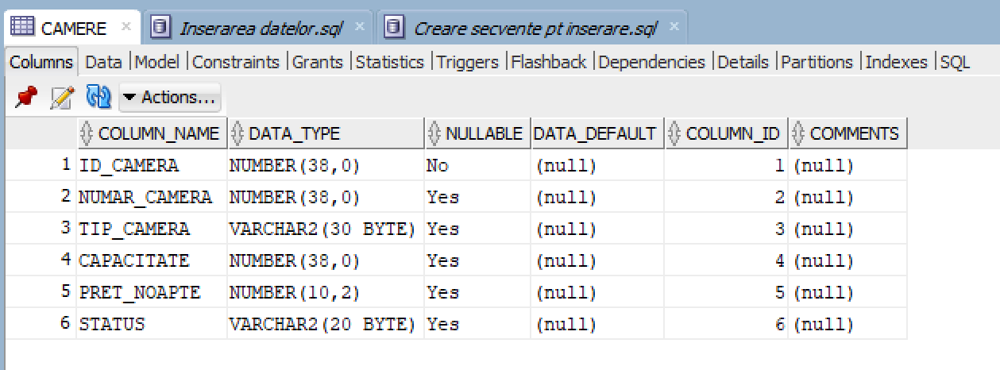 CAMERE Inserarea datelor.sql Creare secvente pt inserare.sql
Columns Data Model Constraints Grants Statistics Triggers Flashback Dependencies Details Partitions Indexes SQL
Actions...
COLUMN_NAME DATA_TYPE NULLABLE DATA_DEFAULT COLUMN_ID COMMENTS
1 ID_CAMERA NUMBER(38,0) No (null) 1 (null)
2 NUMAR_CAMERA NUMBER(38,0) Yes (null) 2 (null)
3 TIP_CAMERA VARCHAR2(30 BYTE) Yes (null) 3 (null)
4 CAPACITATE NUMBER(38,0) Yes (null) 4 (null)
5 PRET_NOAPTE NUMBER(10,2) Yes (null) 5 (null)
6 STATUS VARCHAR2(20 BYTE) Yes (null) 6 (null)